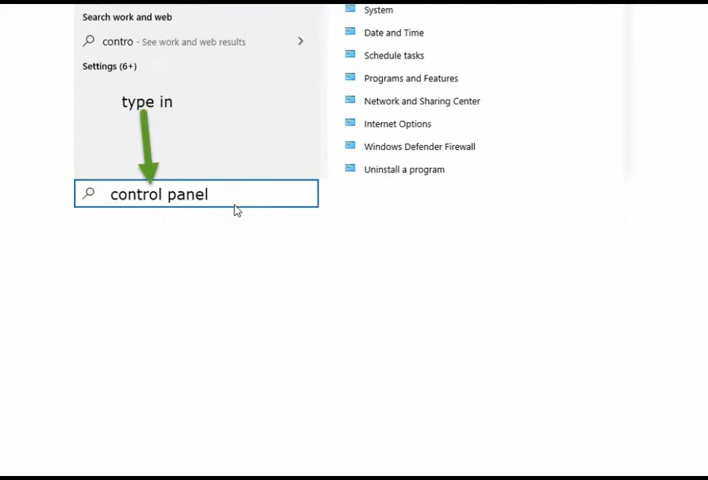 Search work and web
contro - See work and web results
Settings (6+)
type in
control panel
System
Date and Time
Schedule tasks
Programs and Features
Network and Sharing Center
Internet Options
Windows Defender Firewall
Uninstall a program